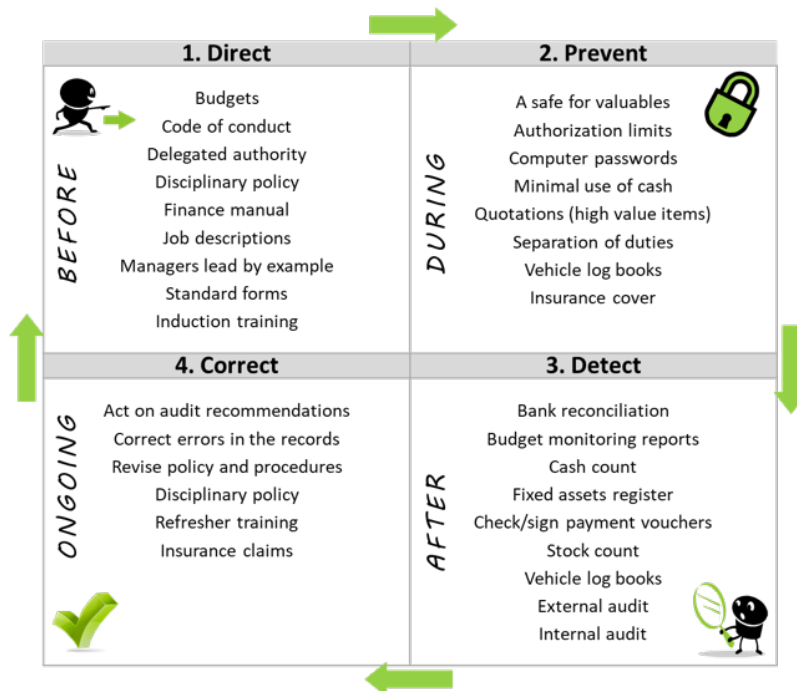 1. Direct
BEFORE
Budgets
Code of conduct
Delegated authority
Disciplinary policy
Finance manual
Job descriptions
Managers lead by example
Standard forms
Induction training
2. Prevent
DURING
A safe for valuables
Authorization limits
Computer passwords
Minimal use of cash
Quotations (high value items)
Separation of duties
Vehicle log books
Insurance cover
3. Detect
AFTER
Bank reconciliation
Budget monitoring reports
Cash count
Fixed assets register
Check/sign payment vouchers
Stock count
Vehicle log books
External audit
Internal audit
4. Correct
ONGOING
Act on audit recommendations
Correct errors in the records
Revise policy and procedures
Disciplinary policy
Refresher training
Insurance claims